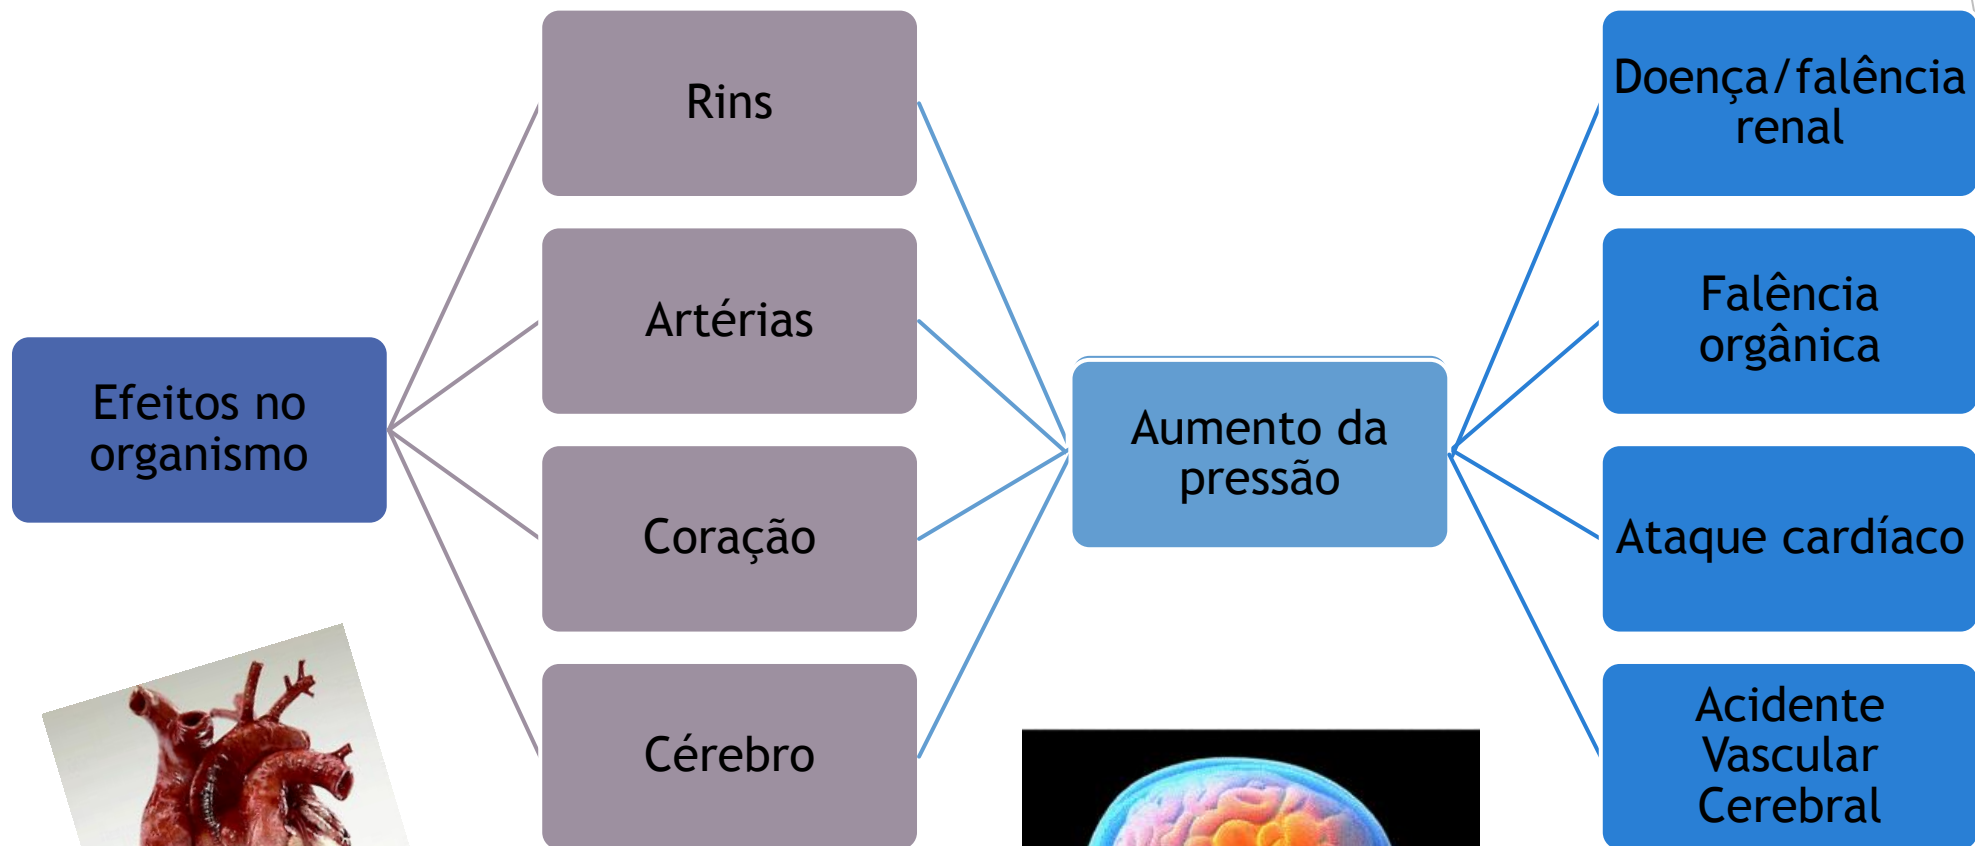 Efeitos no
organismo
Rins
Artérias
Coração
Cérebro
Aumento da
pressão
Doença/falência
renal
Falência
orgânica
Ataque cardíaco
Acidente
Vascular
Cerebral